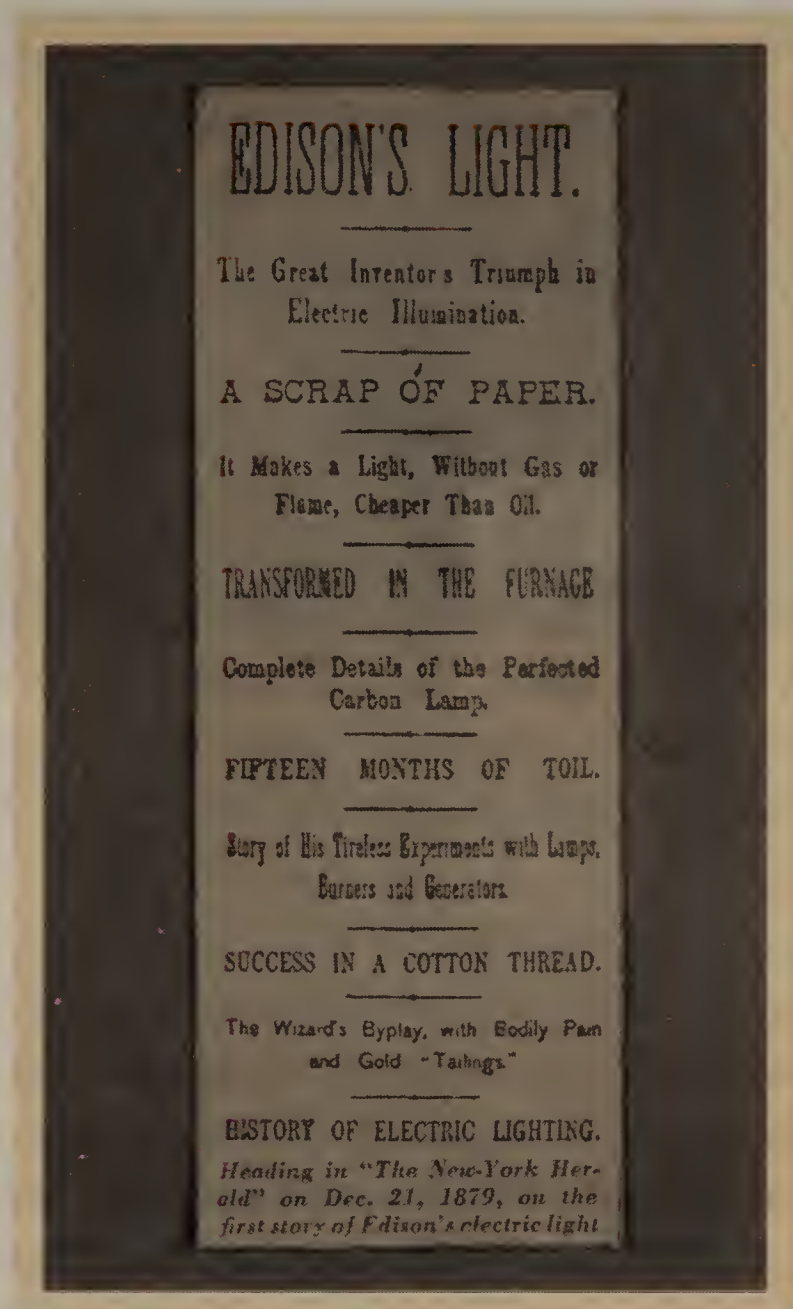 EDISON'S LIGHT.
The Great Inventor's Triumph in
Electric Illumination.
A SCRAP OF PAPER.
It Makes a Light, Without Gas or
Flame, Cheaper Than Oil.
TRANSFORMED IN THE FURNACE
Complete Details of the Perfected
Carbon Lamp.
FIFTEEN MONTHS OF TOIL.
Story of His Tireless Experiments with Lamps,
Burners and Generators.
SUCCESS IN A COTTON THREAD.
The Wizard's Byplay, with Bodily Pain
and Gold "Tailings."
HISTORY OF ELECTRIC LIGHTING.
Heading in "The New-York Her-
ald" on Dec. 21, 1879, on the
first story of Edison's electric light